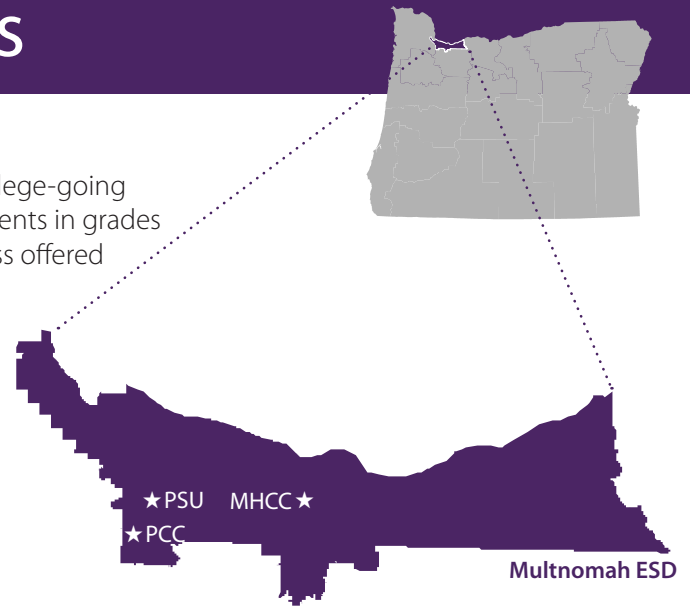 s
lege-going
ents in grades
ss offered
★PSU MHCC★
★PCC
Multnomah ESD